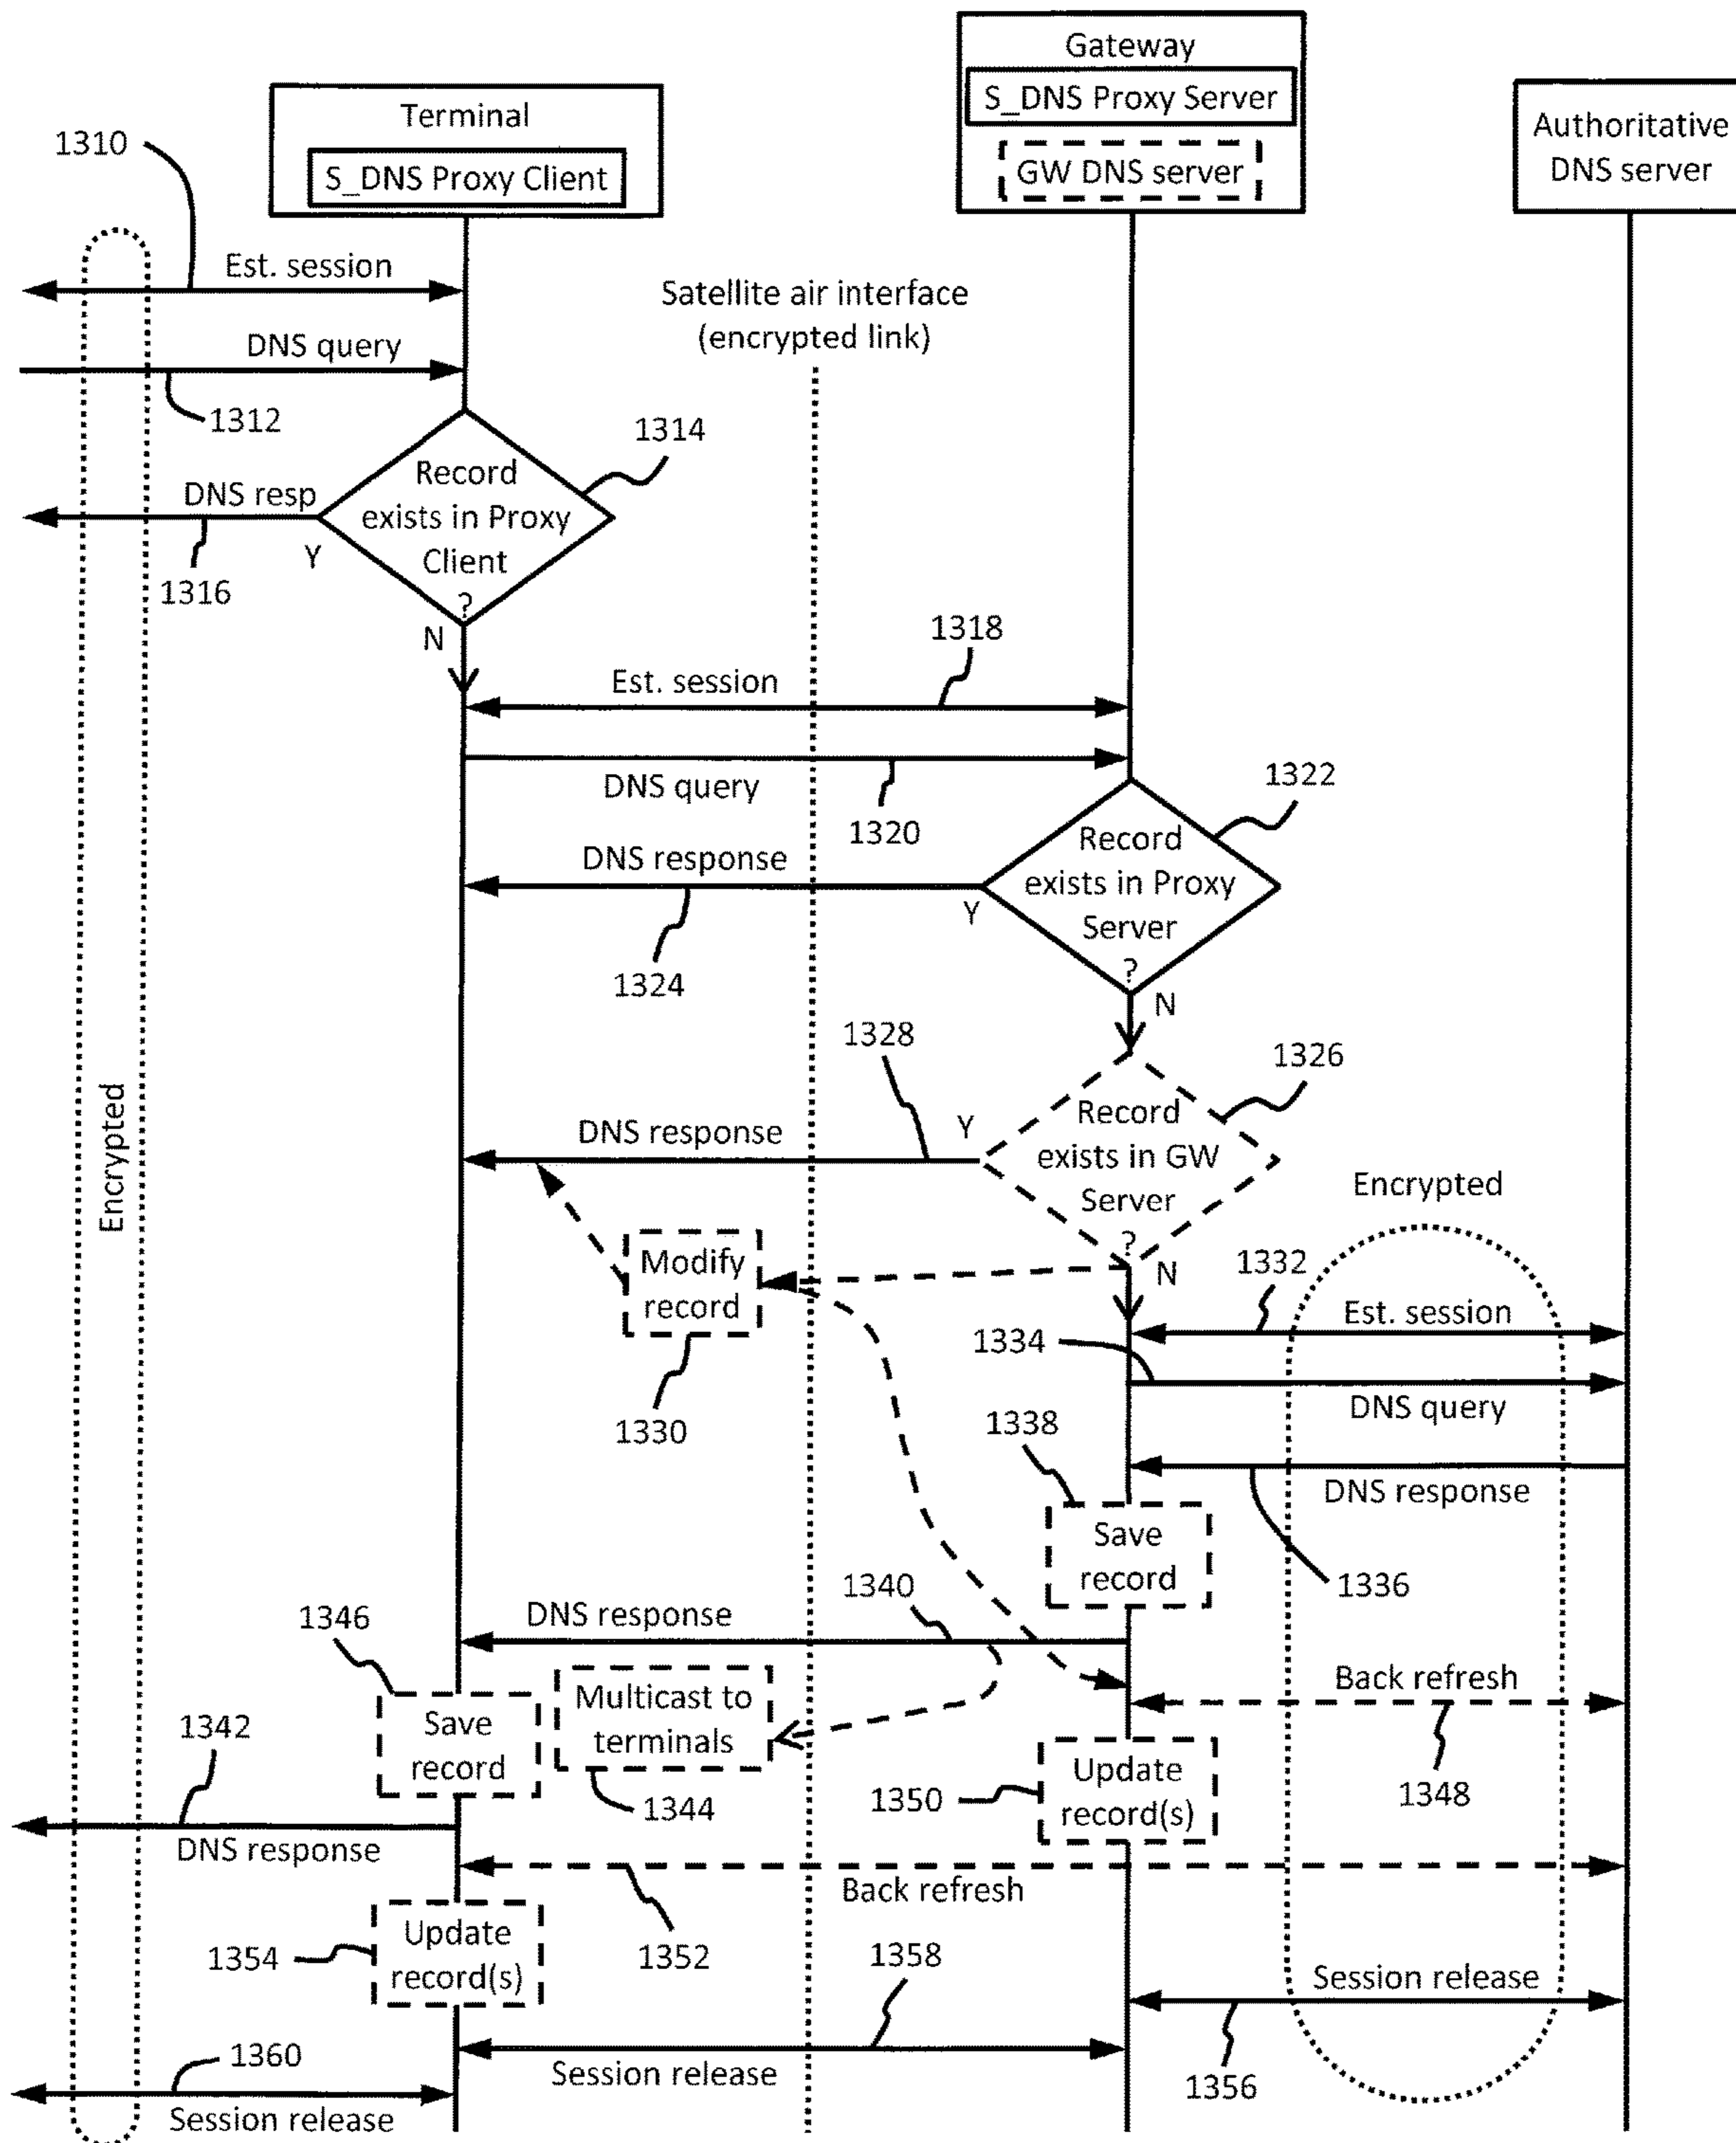 Gateway
S_DNS Proxy Server
GW DNS server
Terminal
S_DNS Proxy Client
Authoritative
DNS server
1310
Est. session
Satellite air interface
(encrypted link)
DNS query
1312
1314
Record
exists in Proxy
Client
?
DNS resp
Y
1316
N
1318
Est. session
DNS query
1320
1322
Record
exists in Proxy
Server
?
DNS response
Y
1324
N
1328
1326
Record
exists in GW
Server
?
DNS response
Y
Encrypted
Encrypted
Modify
record
1330
N
1332
Est. session
1334
DNS query
1338
DNS response
1336
Save
record
1340
DNS response
1346
Save
record
Multicast to
terminals
1344
Back refresh
1348
1342
DNS response
1350
Update
record(s)
Back refresh
1352
1354
Update
record(s)
1358
Session release
1356
Session release
1360
Session release